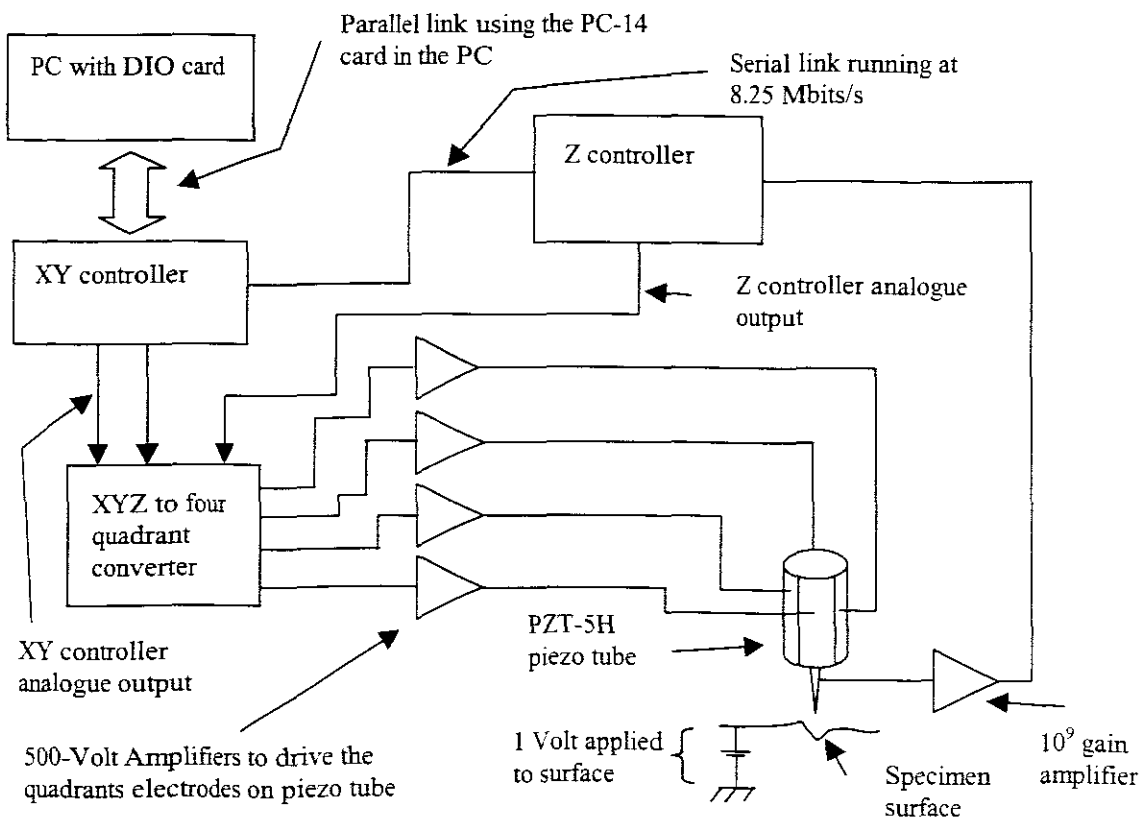 Parallel link using the PC-14
card in the PC
PC with DIO card
Serial link running at
8.25 Mbits/s
Z controller
XY controller
Z controller analogue
output
XYZ to four
quadrant
converter
PZT-5H
piezo tube
XY controller
analogue output
500-Volt Amplifiers to drive the
quadrants electrodes on piezo tube
1 Volt applied
to surface
Specimen
surface
10⁹ gain
amplifier